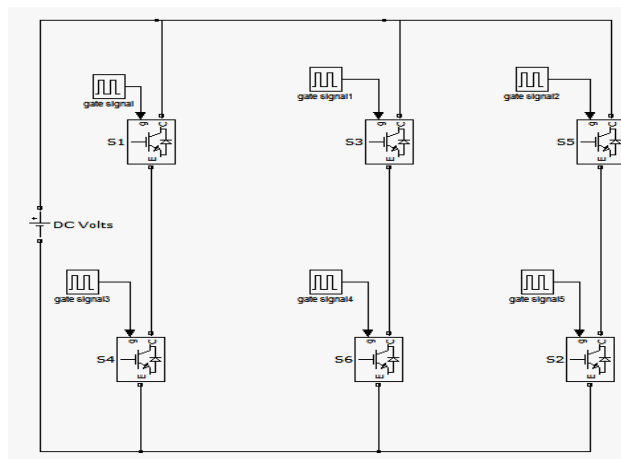 gate signal
gate signal1
gate signal2
g C
g C
g C
S1
S3
S5
E
E
E
DC Volts
gate signal3
gate signal4
gate signal5
g C
g C
g C
S4
S6
S2
E
E
E